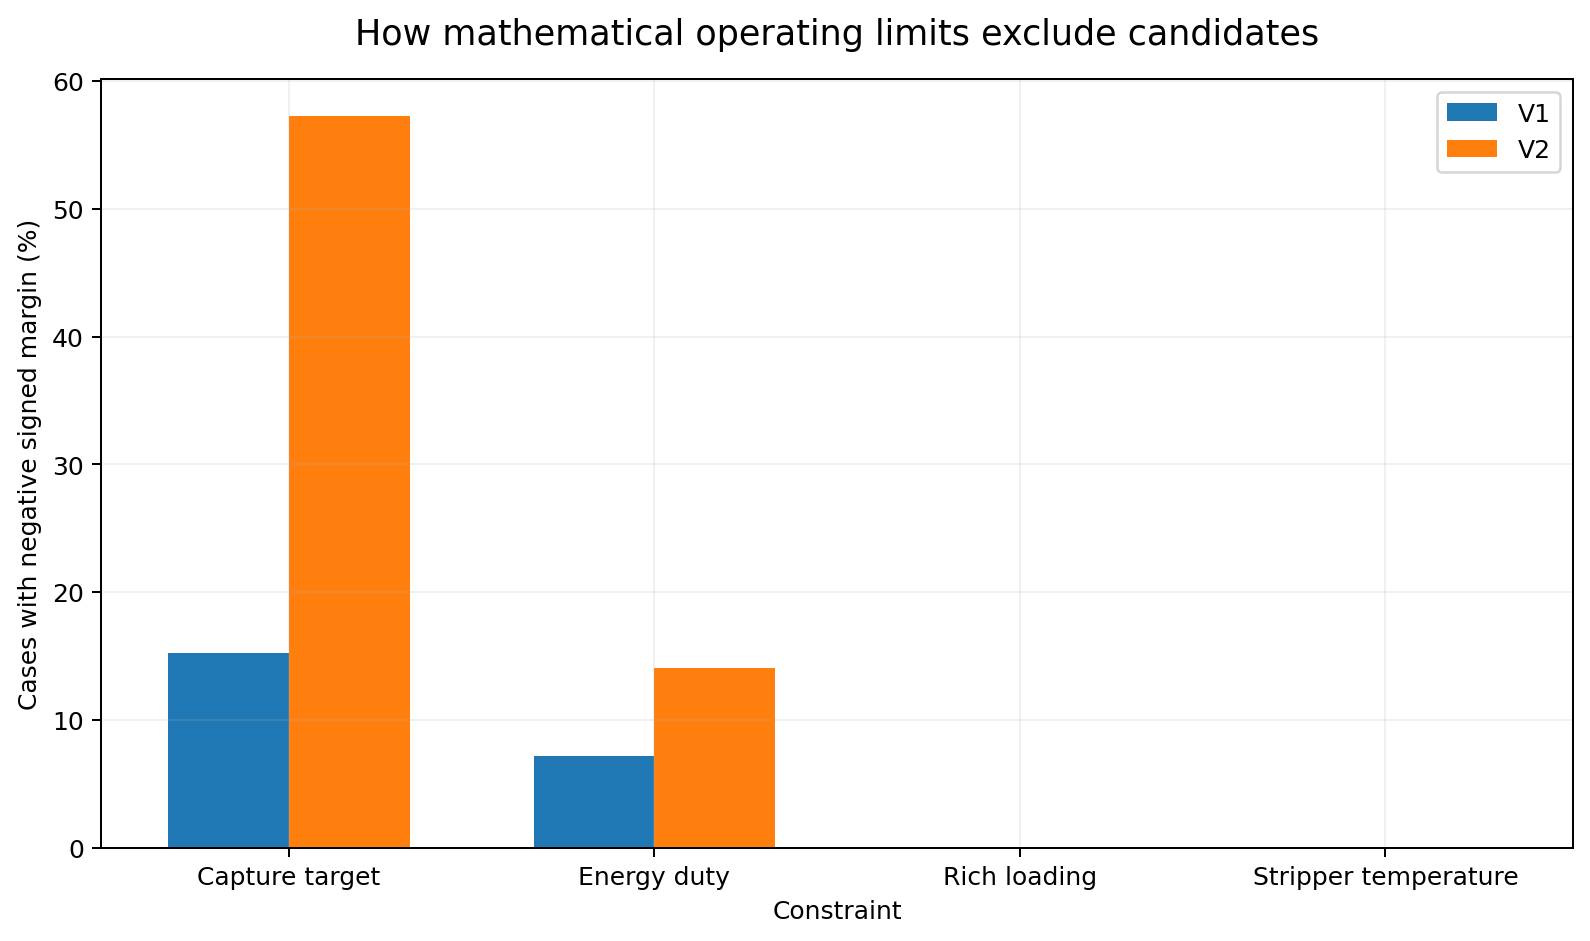 How mathematical operating limits exclude candidates
Cases with negative signed margin (%)
60
50
40
30
20
10
0
V1
V2
Capture target
Energy duty
Rich loading
Stripper temperature
Constraint